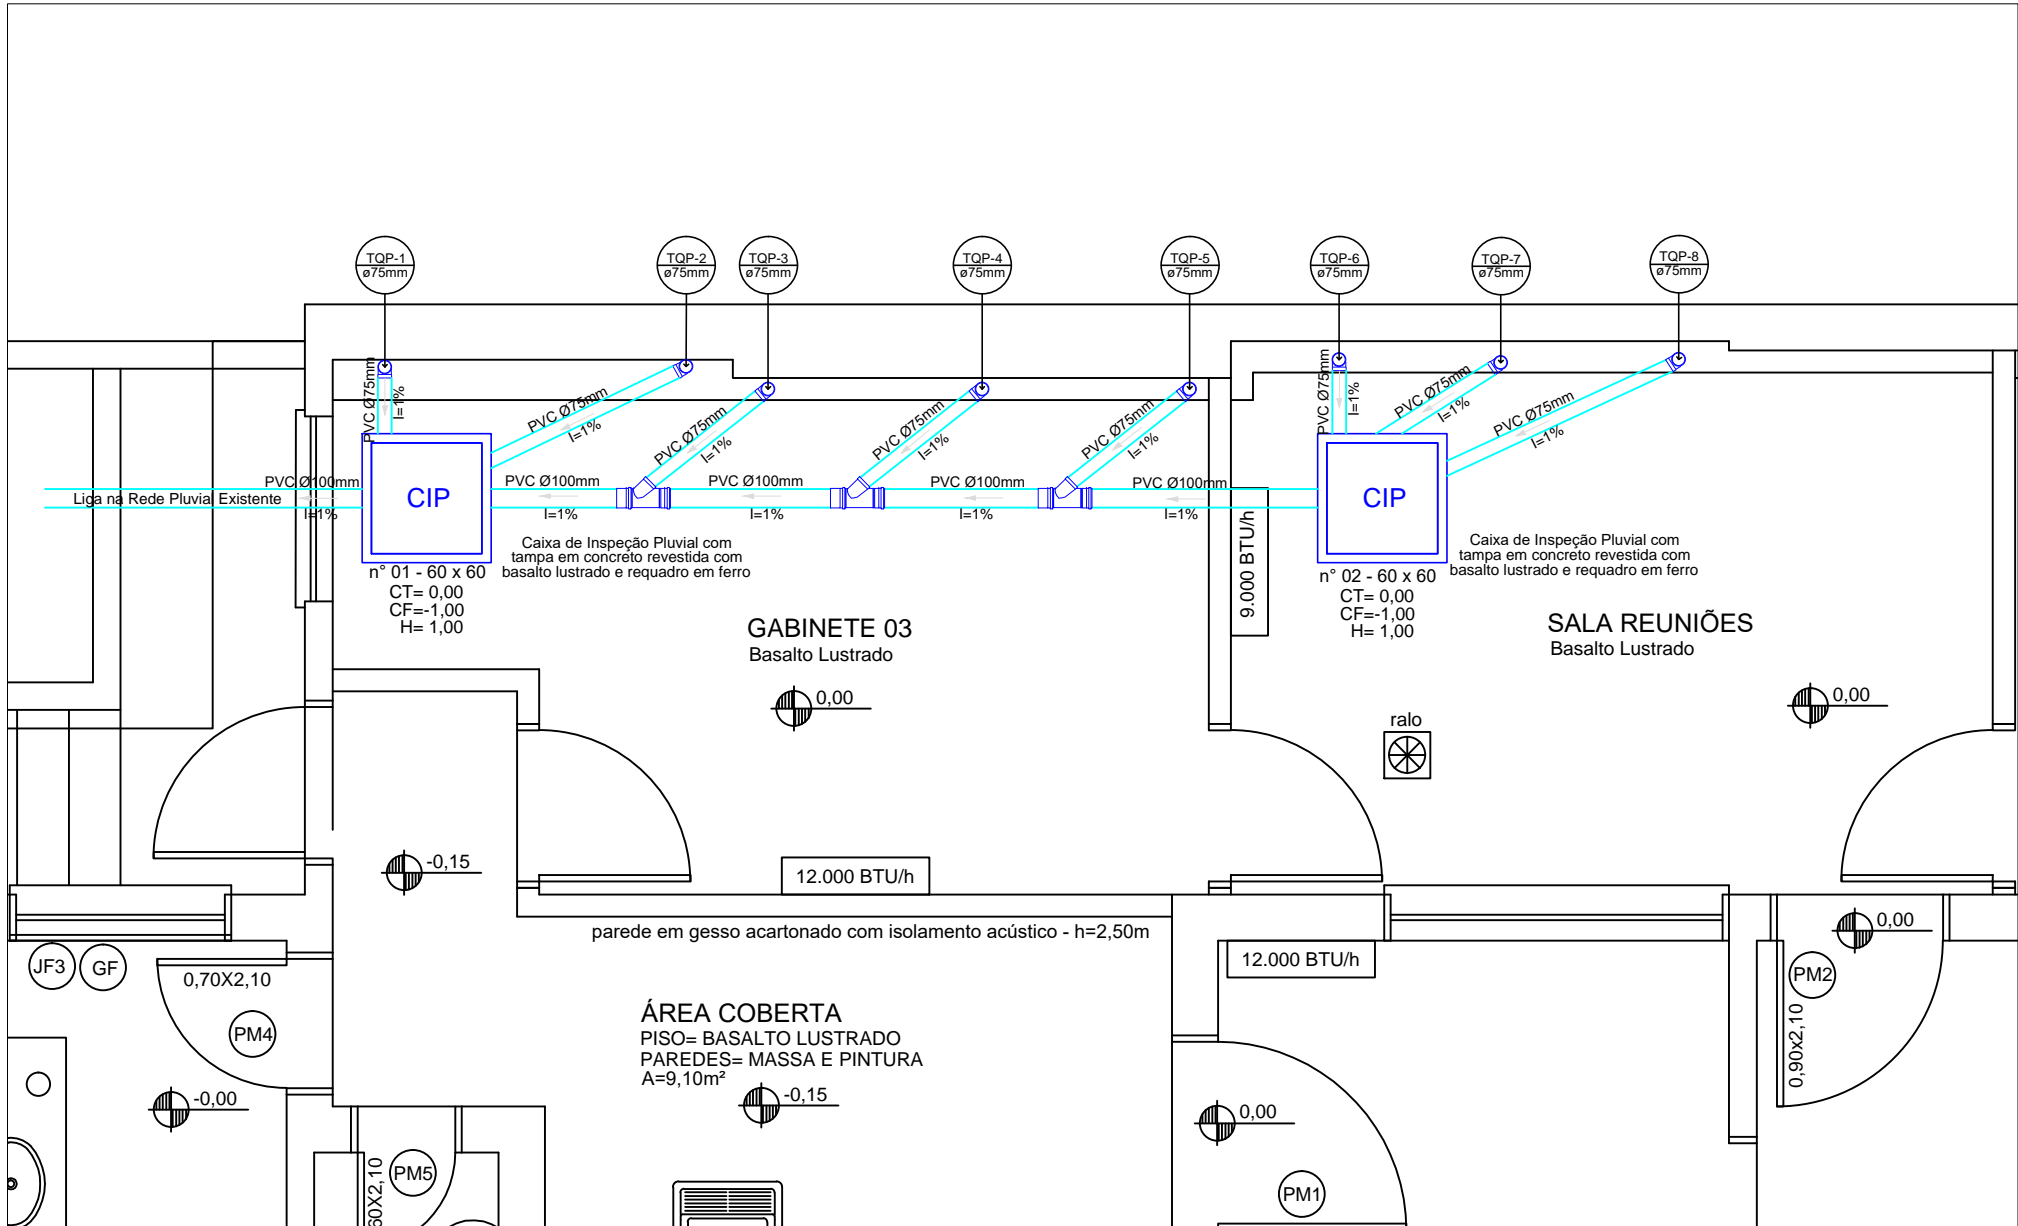 TQP-1
ø75mm
TQP-2
ø75mm
TQP-3
ø75mm
TQP-4
ø75mm
TQP-5
ø75mm
TQP-6
ø75mm
TQP-7
ø75mm
TQP-8
ø75mm
PVC Ø75mm
I=1%
PVC Ø75mm
I=1%
PVC Ø75mm
I=1%
PVC Ø75mm
I=1%
PVC Ø75mm
I=1%
PVC Ø75mm
I=1%
PVC Ø75mm
I=1%
PVC Ø75mm
I=1%
PVC Ø100mm
Liga na Rede Pluvial Existente
I=1%
CIP
PVC Ø100mm
I=1%
PVC Ø100mm
I=1%
PVC Ø100mm
I=1%
PVC Ø100mm
I=1%
CIP
Caixa de Inspeção Pluvial com
tampa em concreto revestida com
basalto lustrado e requadro em ferro
n° 01 - 60 x 60
CT= 0,00
CF=-1,00
H= 1,00
9.000 BTU/h
Caixa de Inspeção Pluvial com
tampa em concreto revestida com
basalto lustrado e requadro em ferro
n° 02 - 60 x 60
CT= 0,00
CF=-1,00
H= 1,00
GABINETE 03
Basalto Lustrado
0,00
SALA REUNIÕES
Basalto Lustrado
0,00
ralo
-0,15
12.000 BTU/h
parede em gesso acartonado com isolamento acústico - h=2,50m
12.000 BTU/h
0,00
JF3
GF
0,70X2,10
PM4
PM2
0,90x2,10
ÁREA COBERTA
PISO= BASALTO LUSTRADO
PAREDES= MASSA E PINTURA
A=9,10m²
-0,15
-0,00
0,00
PM5
60X2,10
PM1